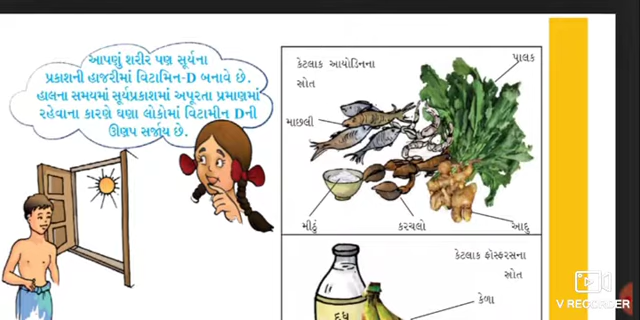 આપણું શરીર પણ સૂર્યના
પ્રકાશની હાજરીમાં વિટામિન-D બનાવે છે.
હાલના સમયમાં સૂર્યપ્રકાશમાં અપૂરતા પ્રમાણમાં
રહેવાના કારણે ઘણા લોકોમાં વિટામીન Dની
ઊણપ સર્જાય છે.
કેટલાક આયોડિનના
સ્રોત
પાલક
માછલી
મીઠું
કરચલો
આદુ
કેટલાક ફૉસ્ફરસના
સ્રોત
કેળા
દૂધ
V RECORDER